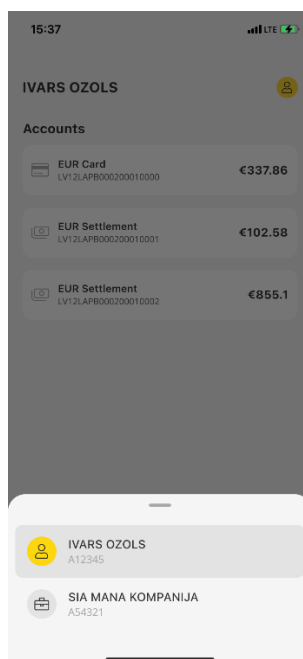 15:37
LTE
IVARS OZOLS
Accounts
EUR Card
€337.86
LV12LAPB000200010000
EUR Settlement
€102.58
LV12LAPB000200010001
EUR Settlement
€855.1
LV12LAPB000200010002
IVARS OZOLS
A12345
SIA MANA KOMPANIJA
A54321